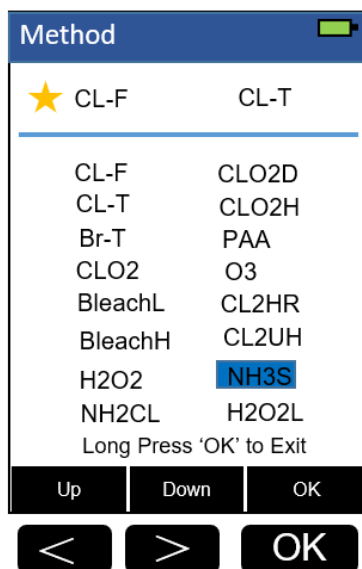 Method
CL-F CL-T
CL-F CLO2D
CL-T CLO2H
Br-T PAA
CLO2 O3
BleachL CL2HR
BleachH CL2UH
H2O2 NH3S
NH2CL H2O2L
Long Press ‘OK’ to Exit
Up Down OK
< > OK